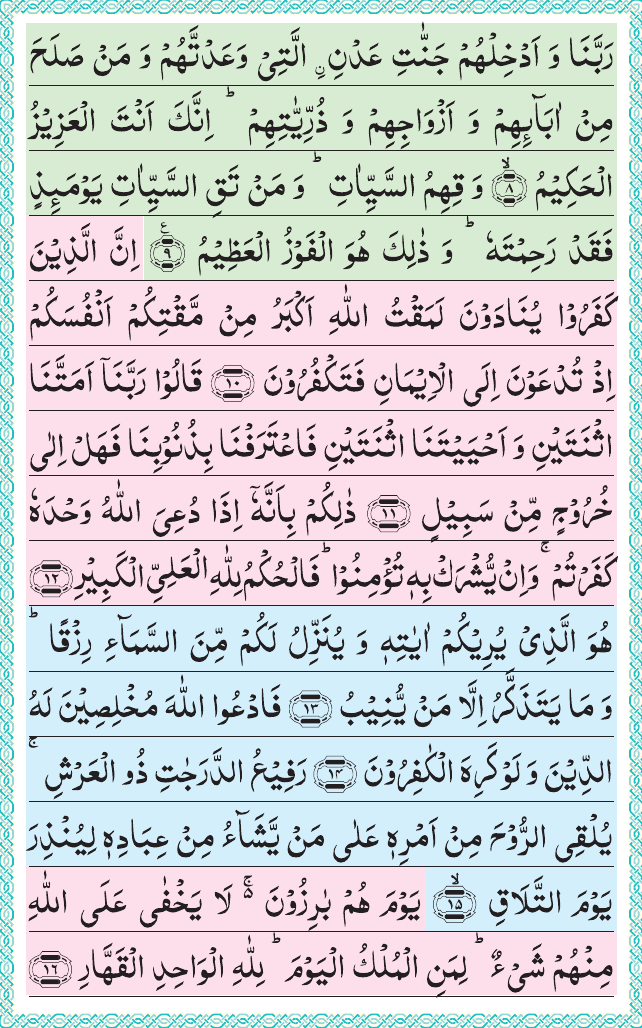 رَبَّنَا وَ اَدۡخِلۡهُمۡ جَنّٰتِ عَدۡنِ ۣ الَّتِىۡ وَعَدۡتَّهُمۡ وَ مَنۡ صَلَحَ
مِنۡ اٰبَآٮِٕهِمۡ وَ اَزۡوَاجِهِمۡ وَ ذُرِّيّٰتِهِمۡ ؕ اِنَّكَ اَنۡتَ الۡعَزِيۡزُ
الۡحَكِيۡمُ ۙ‏﴿۸﴾ وَ قِهِمُ السَّيِّاٰتِ ؕ وَ مَنۡ تَقِ السَّيِّاٰتِ يَوۡمَٮِٕذٍ
فَقَدۡ رَحِمۡتَهٗ ؕ وَ ذٰلِكَ هُوَ الۡفَوۡزُ الۡعَظِيۡمُ ﴿۹﴾ع اِنَّ الَّذِيۡنَ
كَفَرُوۡا يُنَادَوۡنَ لَمَقۡتُ اللّٰهِ اَكۡبَرُ مِنۡ مَّقۡتِكُمۡ اَنۡفُسَكُمۡ
اِذۡ تُدۡعَوۡنَ اِلَى الۡاِيۡمَانِ فَتَكۡفُرُوۡنَ ﴿۱۰﴾ قَالُوۡا رَبَّنَاۤ اَمَتَّنَا
اثۡنَتَيۡنِ وَ اَحۡيَيۡتَنَا اثۡنَتَيۡنِ فَاعۡتَرَفۡنَا بِذُنُوۡبِنَا فَهَلۡ اِلٰى
خُرُوۡجٍ مِّنۡ سَبِيۡلٍ ﴿۱۱﴾ ذٰلِكُمۡ بِاَنَّهٗۤ اِذَا دُعِىَ اللّٰهُ وَحۡدَهٗ
كَفَرۡتُمۡ ۚ وَاِنۡ يُّشۡرَكۡ بِهٖ تُؤۡمِنُوۡا ؕ فَالۡحُكۡمُ لِلّٰهِ الۡعَلِىِّ الۡكَبِيۡرِ ﴿۱۲﴾
هُوَ الَّذِىۡ يُرِيۡكُمۡ اٰيٰتِهٖ وَ يُنَزِّلُ لَكُمۡ مِّنَ السَّمَآءِ رِزۡقًا ؕ
وَ مَا يَتَذَكَّرُ اِلَّا مَنۡ يُّنِيۡبُ ﴿۱۳﴾ فَادۡعُوا اللّٰهَ مُخۡلِصِيۡنَ لَهُ
الدِّيۡنَ وَ لَوۡ كَرِهَ الۡكٰفِرُوۡنَ ﴿۱۴﴾ رَفِيۡعُ الدَّرَجٰتِ ذُو الۡعَرۡشِ ۚ
يُلۡقِى الرُّوۡحَ مِنۡ اَمۡرِهٖ عَلٰى مَنۡ يَّشَآءُ مِنۡ عِبَادِهٖ لِيُنۡذِرَ
يَوۡمَ التَّلَاقِ ۙ‏﴿۱۵﴾ يَوۡمَ هُمۡ بٰرِزُوۡنَ ۛۚ لَا يَخۡفٰى عَلَى اللّٰهِ
مِنۡهُمۡ شَىۡءٌ ؕ لِمَنِ الۡمُلۡكُ الۡيَوۡمَ ؕ لِلّٰهِ الۡوَاحِدِ الۡقَهَّارِ ﴿۱۶﴾